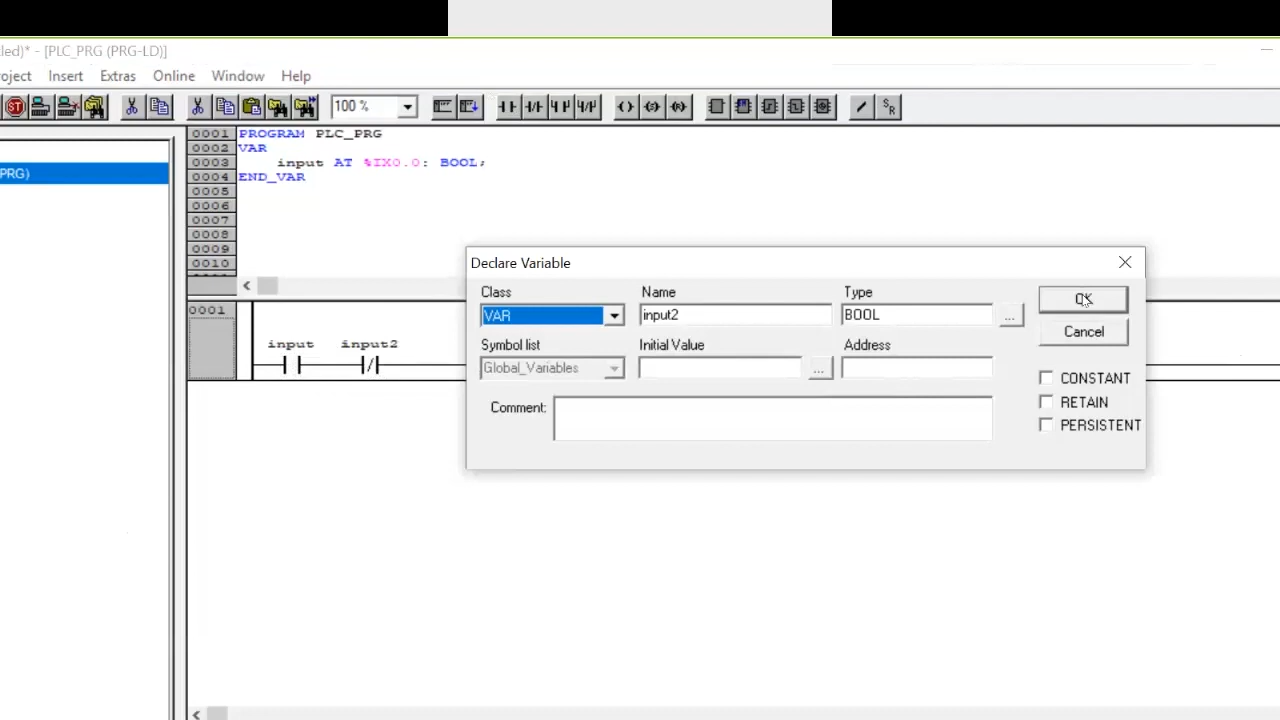 led)* - [PLC_PRG (PRG-LD)]
oject Insert Extras Online Window Help
100 %
0001 PROGRAM PLC_PRG
0002 VAR
0003 input AT %IX0.0: BOOL;
0004 END_VAR
0005
0006
0007
0008
0009
0010
PRG)
Declare Variable
Class Name Type
VAR input2 BOOL ... OK
Symbol list Initial Value Address Cancel
Global_Variables ...
Comment:
CONSTANT
RETAIN
PERSISTENT
0001
input input2